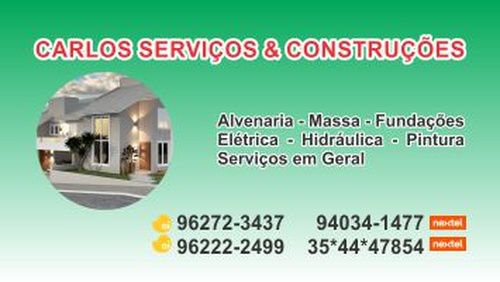 CARLOS SERVIÇOS & CONSTRUÇÕES
Alvenaria - Massa - Fundações
Elétrica - Hidráulica - Pintura
Serviços em Geral
96272-3437 94034-1477 nextel
96222-2499 35*44*47854 nextel